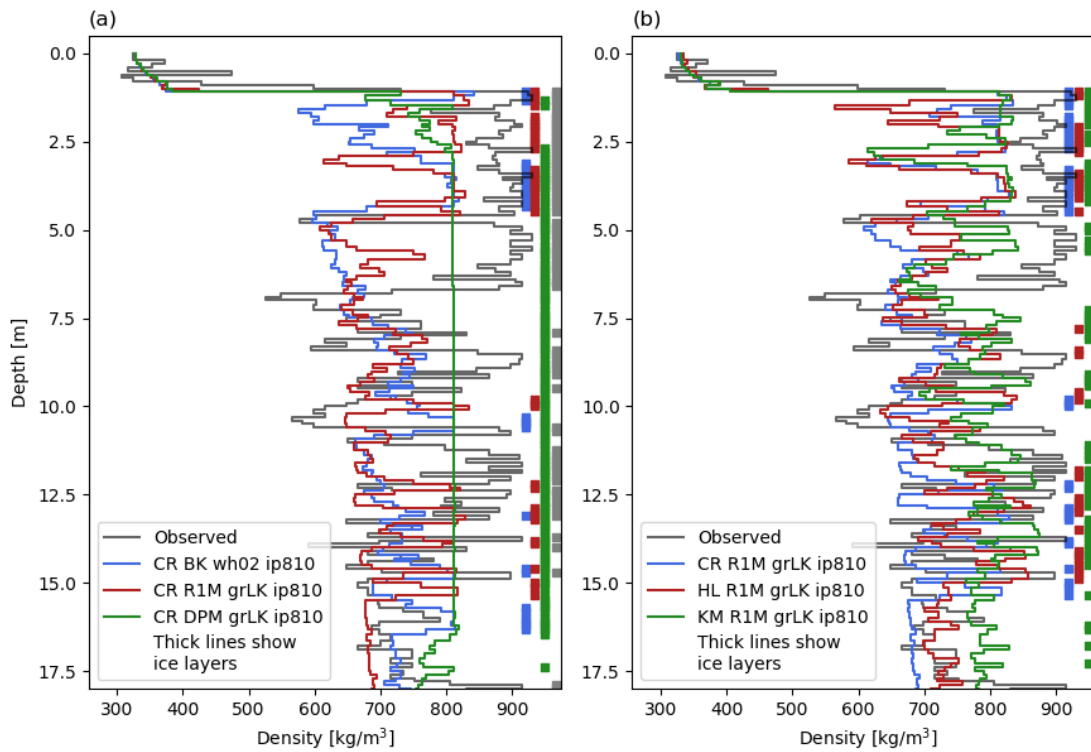 (a)
0.0
2.5
5.0
7.5
10.0
12.5
15.0
17.5
Depth [m]
Observed
CR BK wh02 ip810
CR R1M grLK ip810
CR DPM grLK ip810
Thick lines show
ice layers
300 400 500 600 700 800 900
Density [kg/m³]
(b)
0.0
2.5
5.0
7.5
10.0
12.5
15.0
17.5
Observed
CR R1M grLK ip810
HL R1M grLK ip810
KM R1M grLK ip810
Thick lines show
ice layers
300 400 500 600 700 800 900
Density [kg/m³]